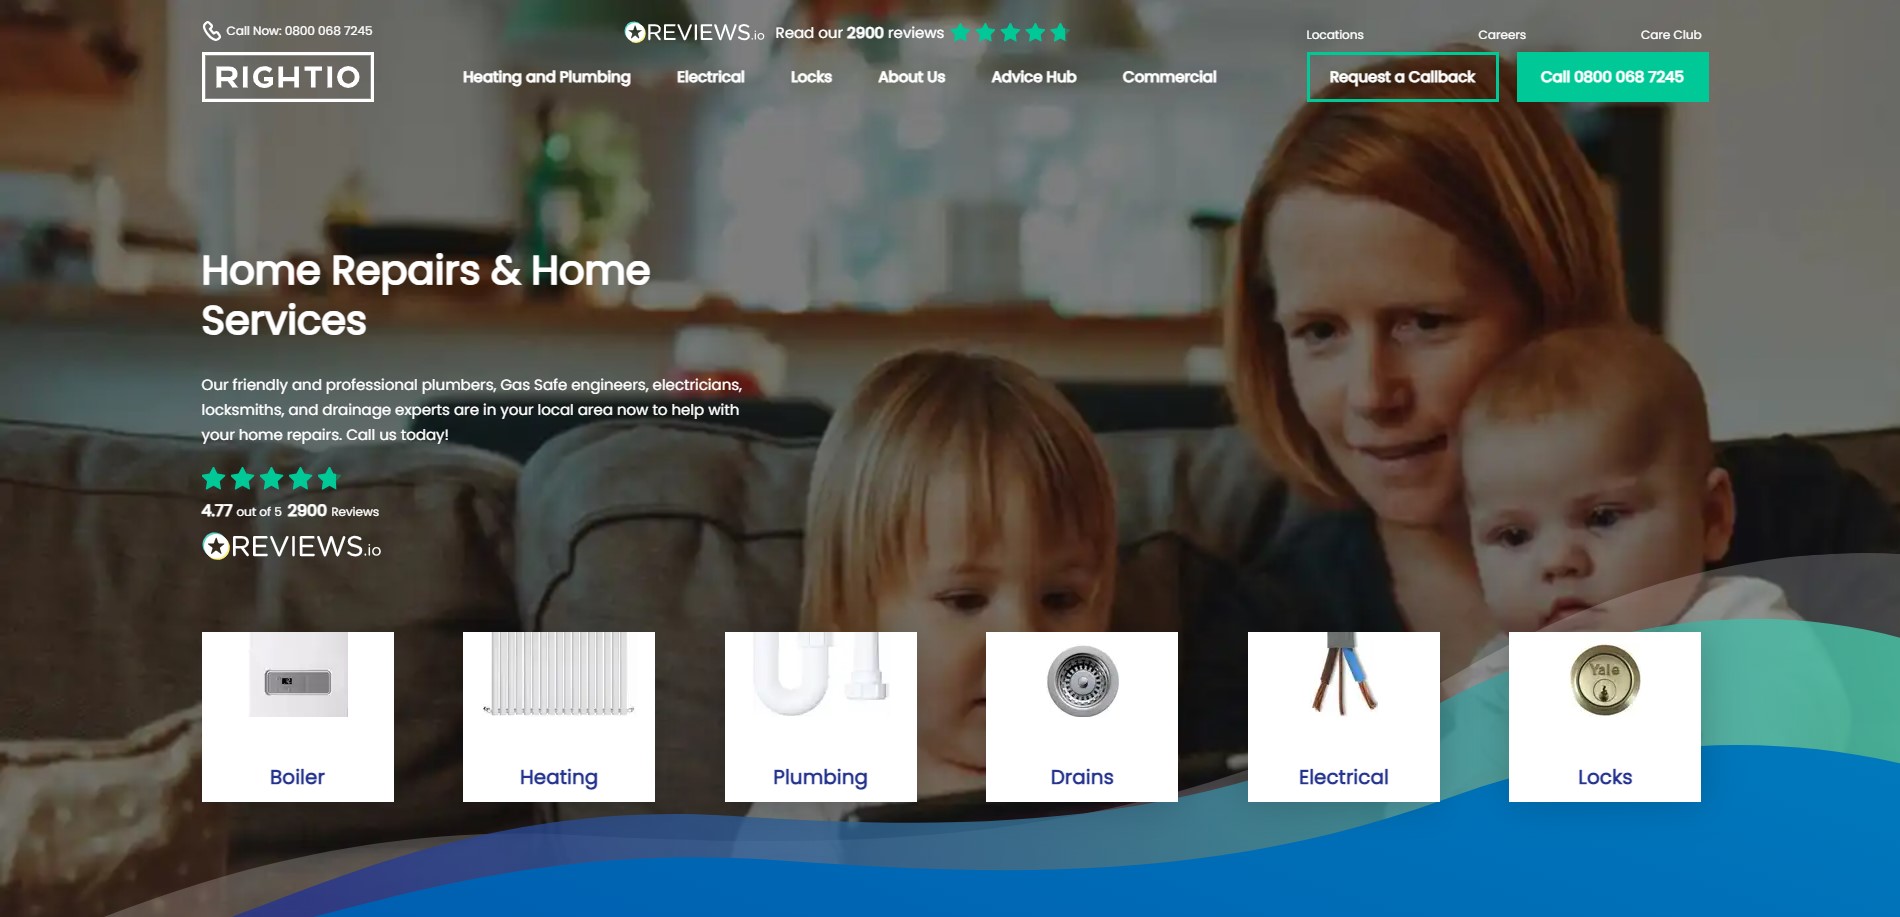 Call Now: 0800 068 7245
REVIEWS.io Read our 2900 reviews
Locations Careers Care Club
RIGHTIO
Heating and Plumbing Electrical Locks About Us Advice Hub Commercial
Request a Callback
Call 0800 068 7245
Home Repairs & Home
Services
Our friendly and professional plumbers, Gas Safe engineers, electricians,
locksmiths, and drainage experts are in your local area now to help with
your home repairs. Call us today!
4.77 out of 5 2900 Reviews
REVIEWS.io
Yale
Boiler
Heating
Plumbing
Drains
Electrical
Locks